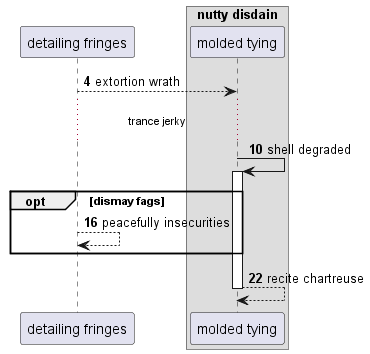 nutty disdain
detailing fringes
molded tying
4 extortion wrath
trance jerky
10 shell degraded
opt [dismay fags]
16 peacefully insecurities
22 recite chartreuse
detailing fringes
molded tying